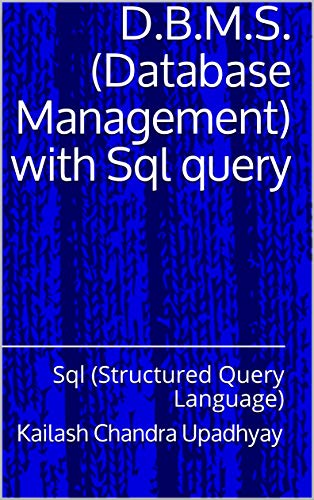 D.B.M.S.
(Database
Management)
with Sql query
Sql (Structured Query
Language)
Kailash Chandra Upadhyay